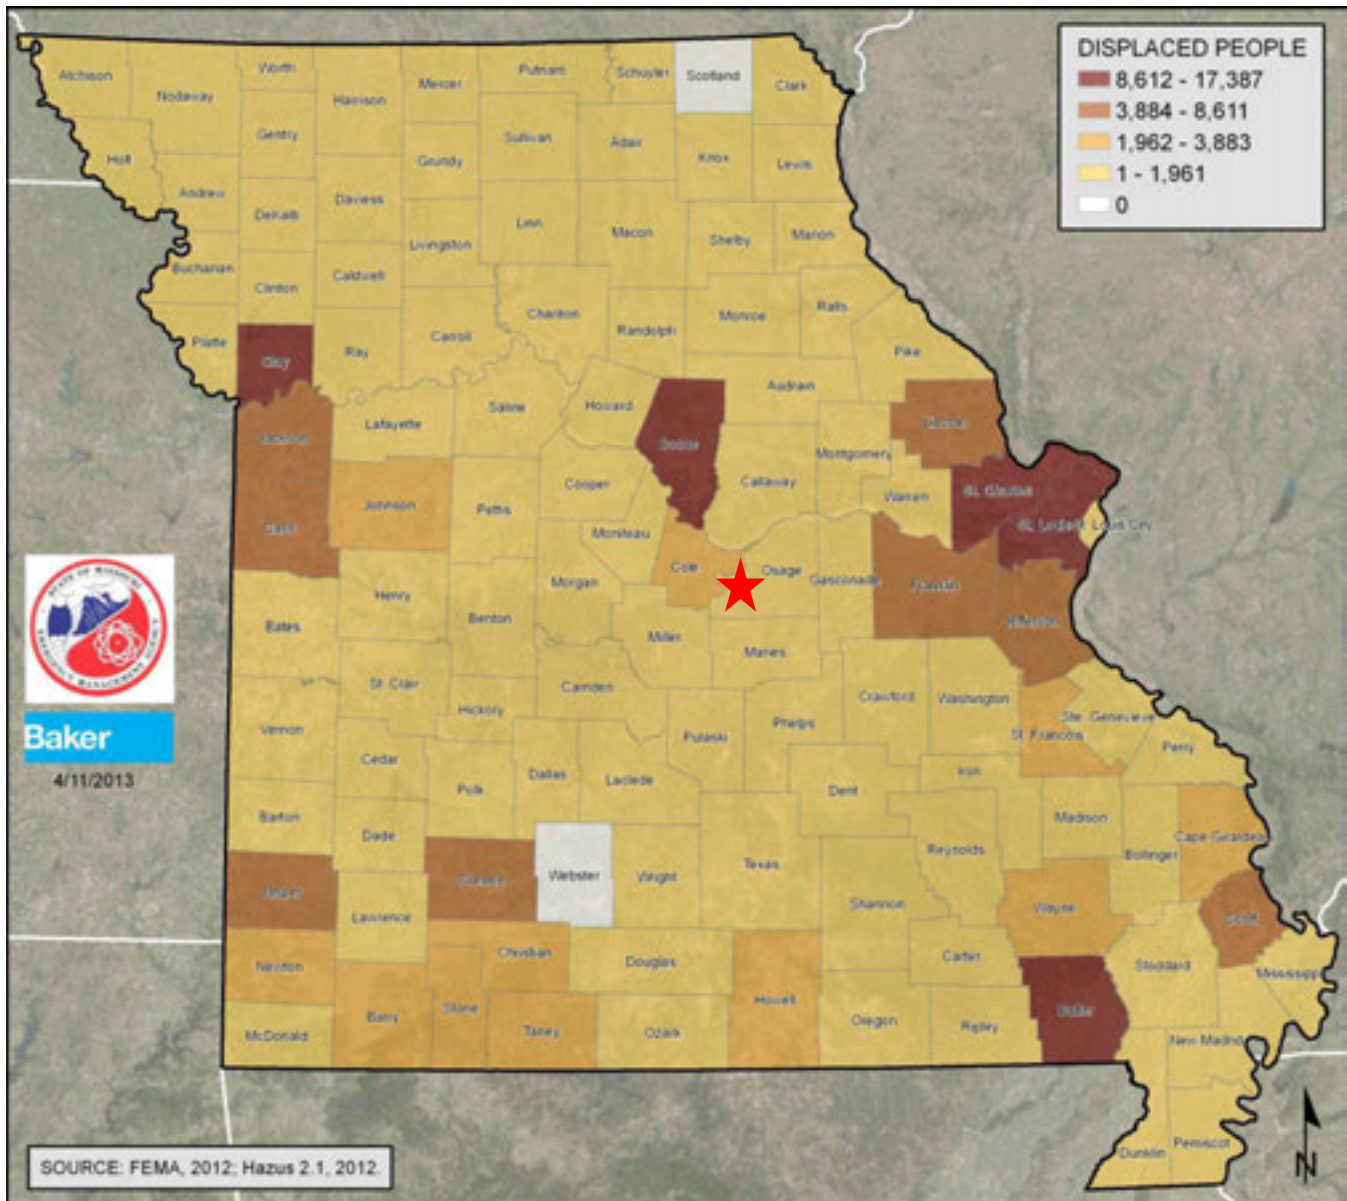 DISPLACED PEOPLE
8,612 - 17,387
3,884 - 8,611
1,962 - 3,883
1 - 1,961
0
Atchison
Nodaway
Worth
Harrison
Mercer
Putnam
Schuyler
Scotland
Clark
Holt
Gentry
Sullivan
Adair
Knox
Lewis
Andrew
DeKalb
Daviess
Grundy
Linn
Macon
Shelby
Marion
Buchanan
Clinton
Caldwell
Livingston
Chariton
Randolph
Monroe
Ralls
Platte
Clay
Ray
Carroll
Pike
Audrain
Jackson
Lafayette
Saline
Howard
Boone
Lincoln
Montgomery
Callaway
Warren
St. Charles
St. Louis
St. Louis City
Cass
Johnson
Pettis
Cooper
Moniteau
Cole
Osage
Gasconade
Franklin
Jefferson
Bates
Henry
Benton
Morgan
Miller
Maries
St. Clair
Hickory
Camden
Pulaski
Phelps
Crawford
Washington
Ste. Genevieve
St. Francois
Perry
Vernon
Cedar
Polk
Dallas
Laclede
Dent
Iron
Madison
Bollinger
Cape Girardeau
Barton
Dade
Greene
Webster
Wright
Texas
Reynolds
Jasper
Lawrence
Shannon
Wayne
Scott
Newton
Christian
Douglas
Howell
Carter
Butler
Stoddard
Mississippi
McDonald
Barry
Stone
Taney
Ozark
Oregon
Ripley
New Madrid
Dunklin
Pemiscot
STATE OF MISSOURI
EMERGENCY MANAGEMENT AGENCY
Baker
4/11/2013
SOURCE: FEMA, 2012; Hazus 2.1, 2012.
N